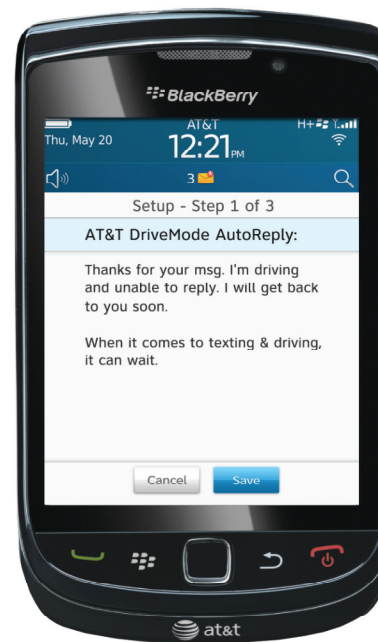 BlackBerry
AT&T
H+
Thu, May 20
12:21 PM
3
Setup - Step 1 of 3
AT&T DriveMode AutoReply:
Thanks for your msg. I'm driving
and unable to reply. I will get back
to you soon.
When it comes to texting & driving,
it can wait.
Cancel
Save
at&t